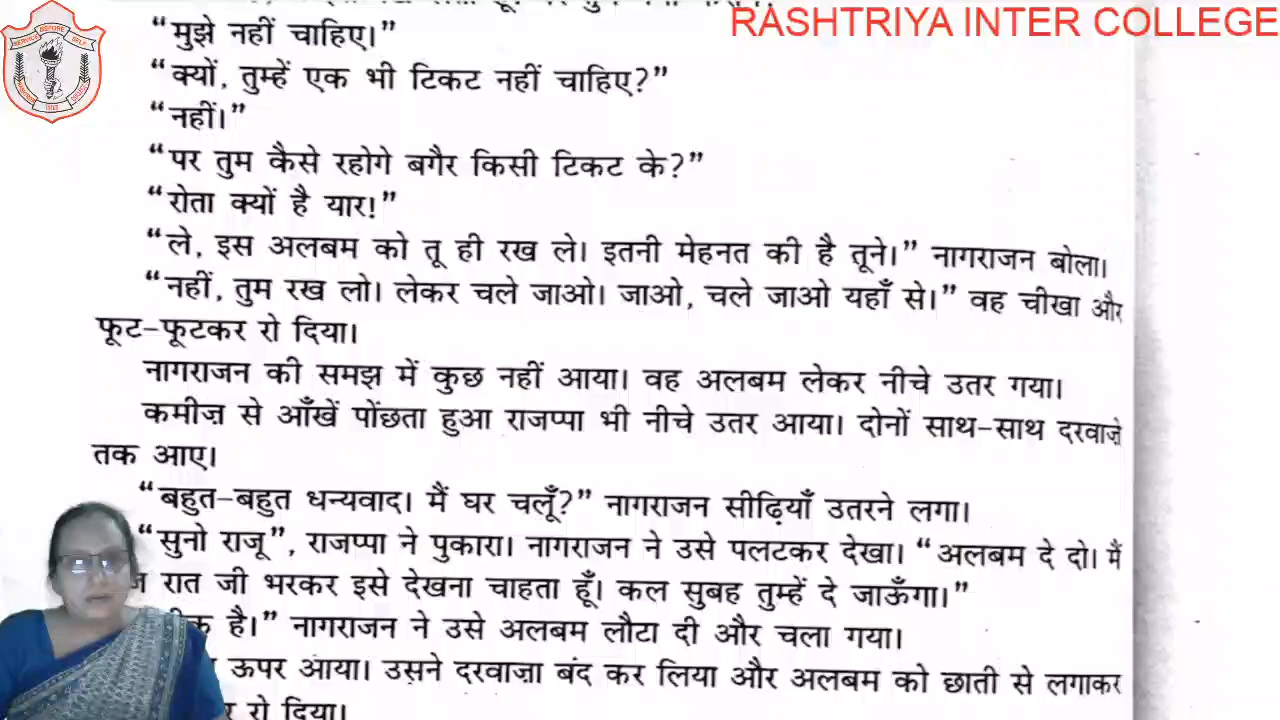 RASHTRIYA INTER COLLEGE
“मुझे नहीं चाहिए।”
“क्यों, तुम्हें एक भी टिकट नहीं चाहिए?”
“नहीं।”
“पर तुम कैसे रहोगे बगैर किसी टिकट के?”
“रोता क्यों है यार!”
“ले, इस अलबम को तू ही रख ले। इतनी मेहनत की है तूने।” नागराजन बोला।
“नहीं, तुम रख लो। लेकर चले जाओ। जाओ, चले जाओ यहाँ से।” वह चीखा और
फूट-फूटकर रो दिया।
नागराजन की समझ में कुछ नहीं आया। वह अलबम लेकर नीचे उतर गया।
कमीज़ से आँखें पोंछता हुआ राजप्पा भी नीचे उतर आया। दोनों साथ-साथ दरवाज़े
तक आए।
“बहुत-बहुत धन्यवाद। मैं घर चलूँ?” नागराजन सीढ़ियाँ उतरने लगा।
“सुनो राजू”, राजप्पा ने पुकारा। नागराजन ने उसे पलटकर देखा। “अलबम दे दो। मैं
रात जी भरकर इसे देखना चाहता हूँ। कल सुबह तुम्हें दे जाऊँगा।”
है।” नागराजन ने उसे अलबम लौटा दी और चला गया।
ऊपर आया। उसने दरवाज़ा बंद कर लिया और अलबम को छाती से लगाकर
रो दिया।